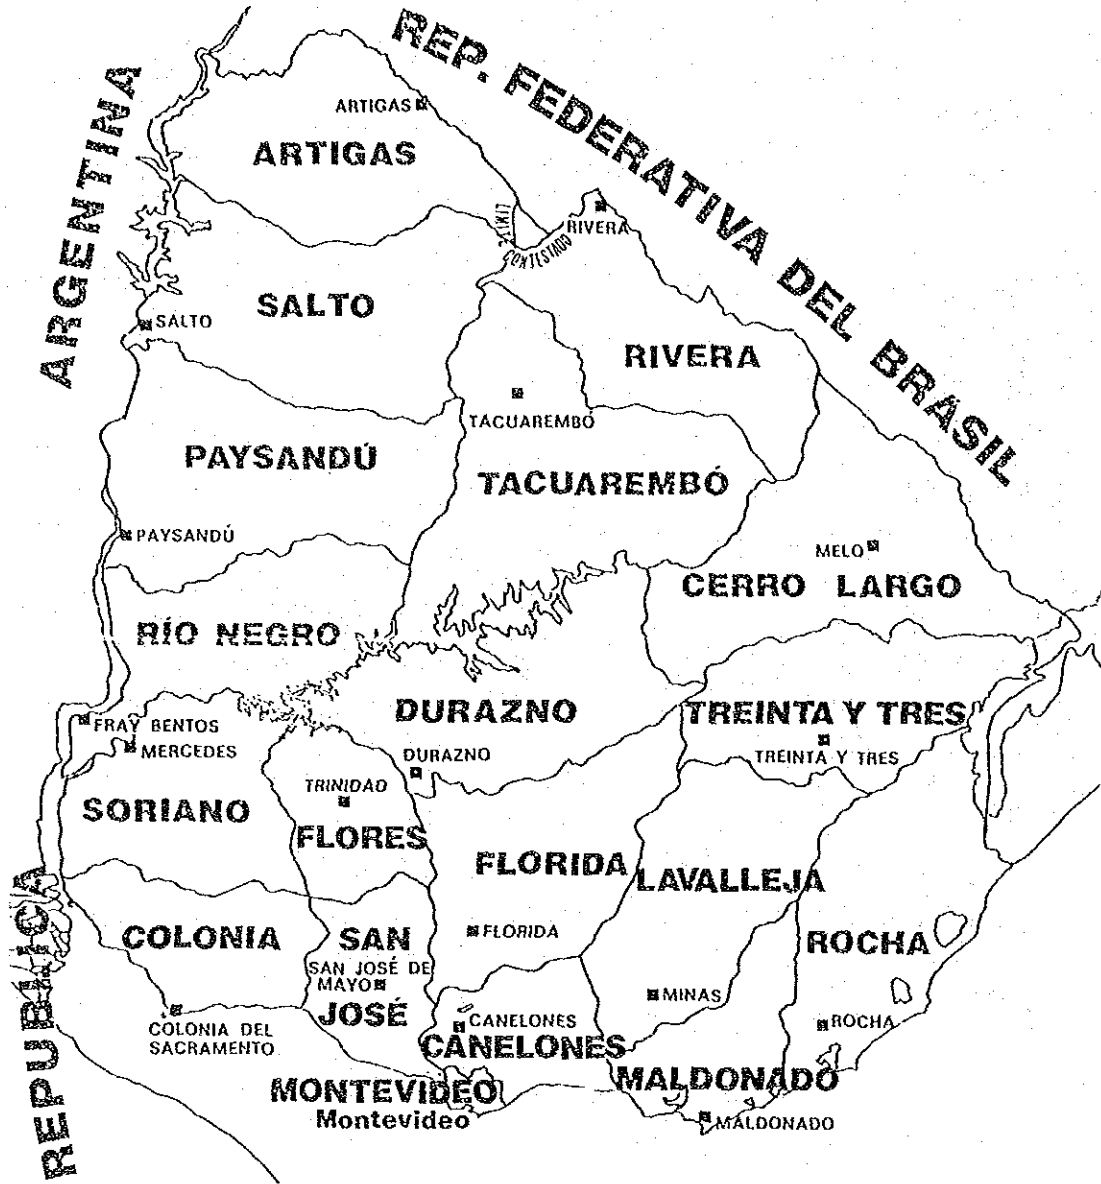 REP. FEDERATIVA DEL BRASIL
REPUBLICA ARGENTINA
ARTIGAS
ARTIGAS
LIMITE CONTESTADO
RIVERA
SALTO
SALTO
RIVERA
TACUAREMBÓ
PAYSANDÚ
TACUAREMBÓ
PAYSANDÚ
MELO
CERRO LARGO
RÍO NEGRO
DURAZNO
TREINTA Y TRES
FRAY BENTOS
MERCEDES
DURAZNO
TREINTA Y TRES
TRINIDAD
SORIANO
FLORES
FLORIDA
LAVALLEJA
COLONIA
SAN
JOSÉ
FLORIDA
ROCHA
SAN JOSÉ DE
MAYO
MINAS
COLONIA DEL
SACRAMENTO
CANELONES
ROCHA
CANELONES
MONTEVIDEO
Montevideo
MALDONADO
MALDONADO